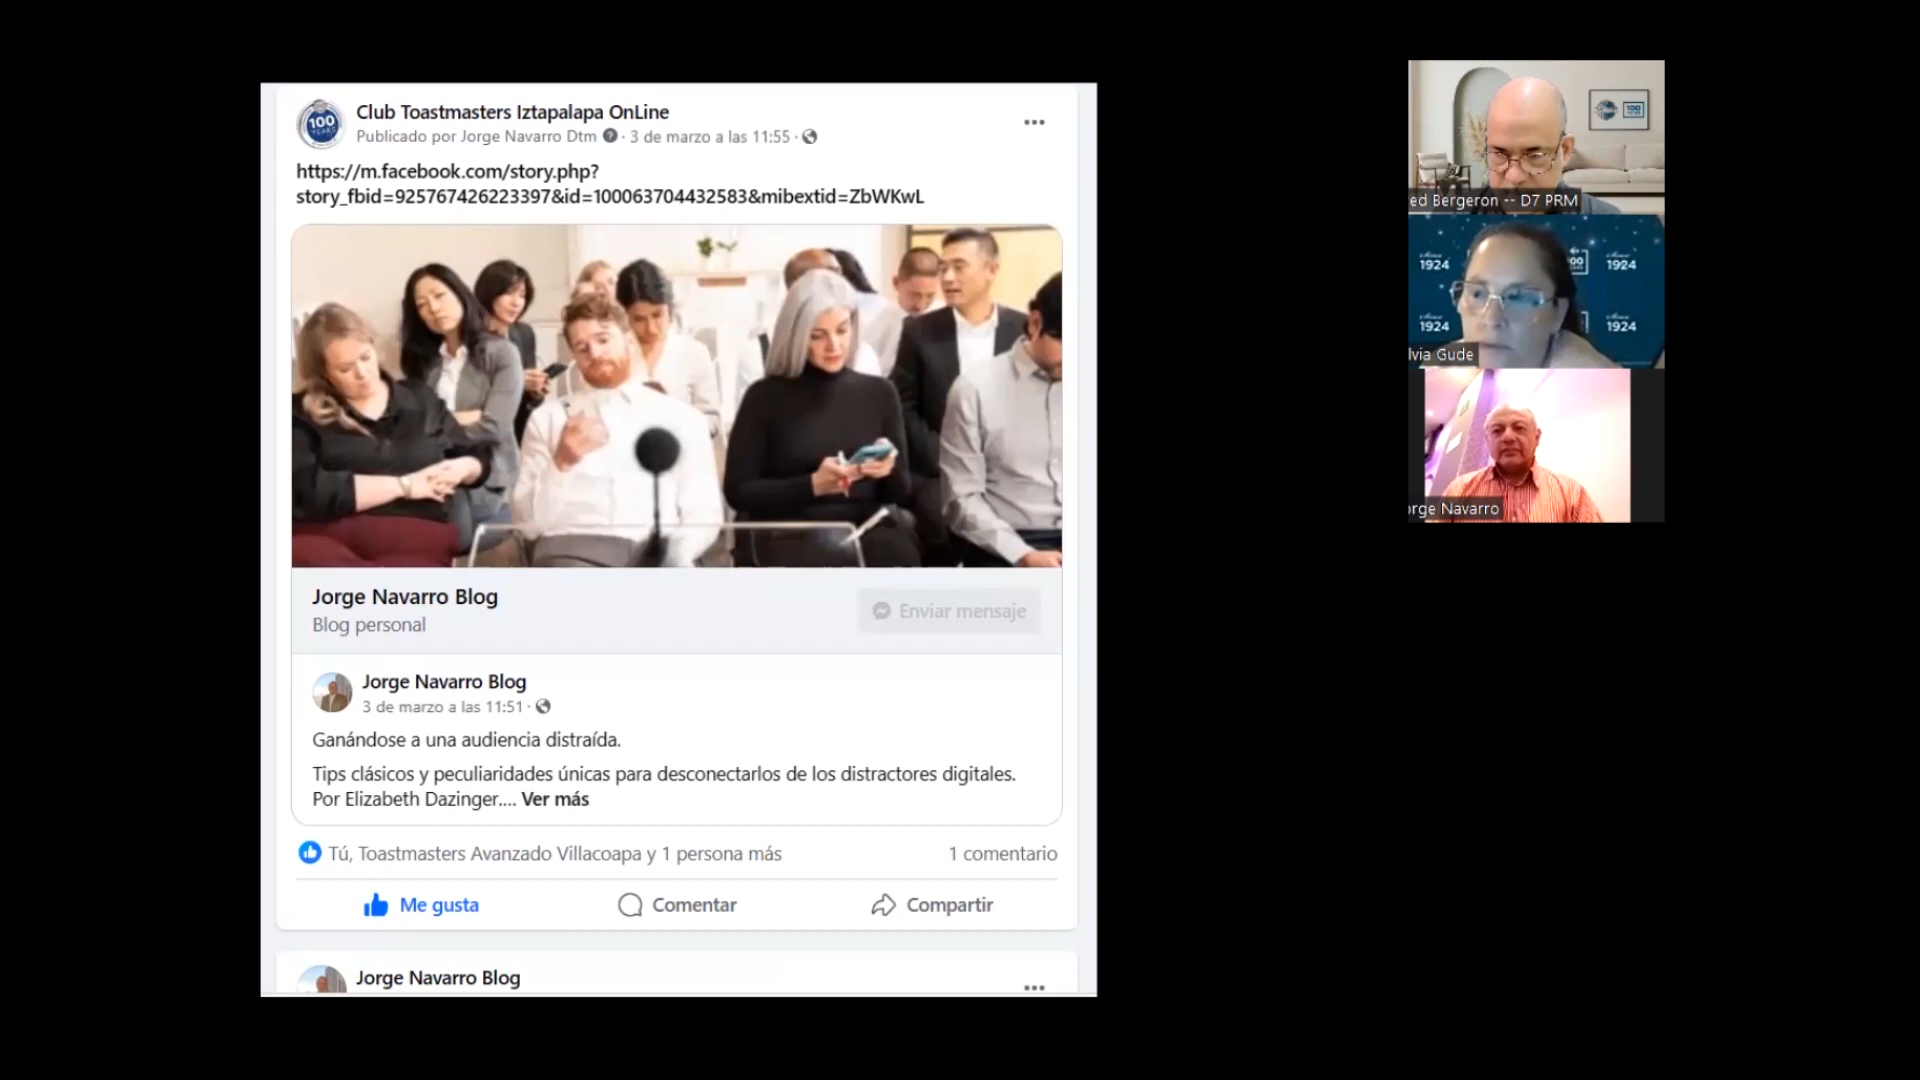 Club Toastmasters Iztapalapa OnLine
Publicado por Jorge Navarro Dtm · 3 de marzo a las 11:55 ·
https://m.facebook.com/story.php?
story_fbid=925767426223397&id=100063704432583&mibextid=ZbWKwL
Jorge Navarro Blog
Blog personal
Enviar mensaje
Jorge Navarro Blog
3 de marzo a las 11:51 ·
Ganándose a una audiencia distraída.
Tips clásicos y peculiaridades únicas para desconectarlos de los distractores digitales.
Por Elizabeth Dazinger.... Ver más
Tú, Toastmasters Avanzado Villacoapa y 1 persona más
1 comentario
Me gusta
Comentar
Compartir
Jorge Navarro Blog
100
YEARS
100
ed Bergeron -- D7 PRM
1924
1924
1924
1924
lvia Gude
orge Navarro